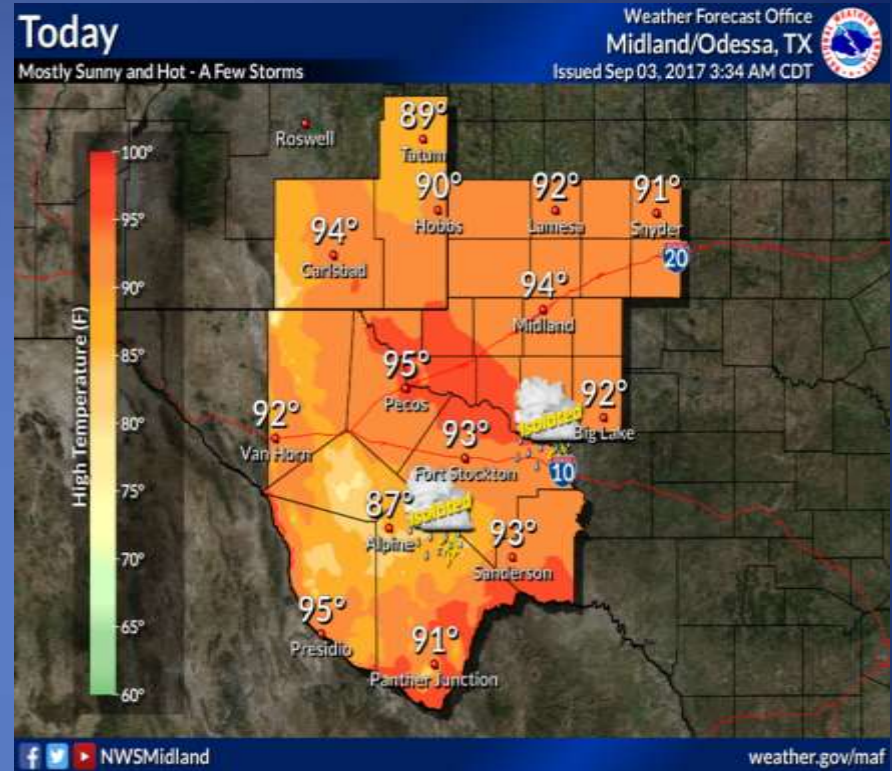 Today
Mostly Sunny and Hot - A Few Storms
Weather Forecast Office
Midland/Odessa, TX
Issued Sep 03, 2017 3:34 AM CDT
NATIONAL WEATHER SERVICE
High Temperature (F)
100°
95°
90°
85°
80°
75°
70°
65°
60°
Roswell
89°
Tatum
90°
Hobbs
92°
Lamesa
91°
Snyder
94°
Carlsbad
20
94°
Midland
95°
Pecos
92°
Van Horn
93°
Fort Stockton
Isolated
92°
Big Lake
10
87°
Alpine
Isolated
93°
Sanderson
95°
Presidio
91°
Panther Junction
NWSMidland
weather.gov/maf